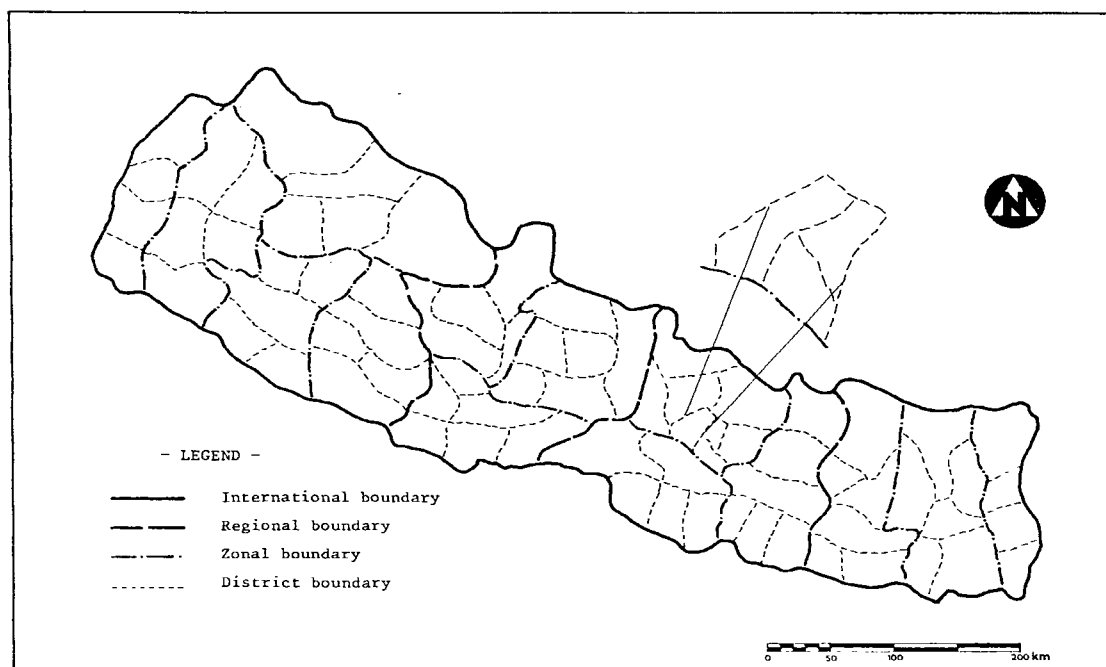 N
- LEGEND -
International boundary
Regional boundary
Zonal boundary
District boundary
0 50 100 200 km